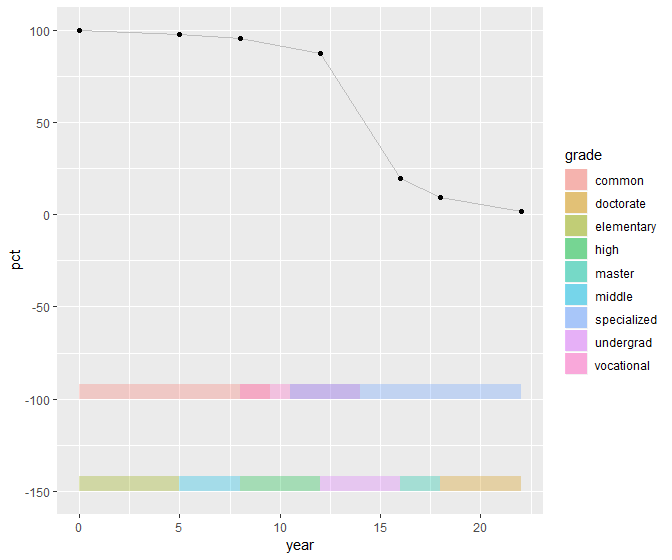 100
50
0
-50
-100
-150
pct
0 5 10 15 20
year
grade
common
doctorate
elementary
high
master
middle
specialized
undergrad
vocational